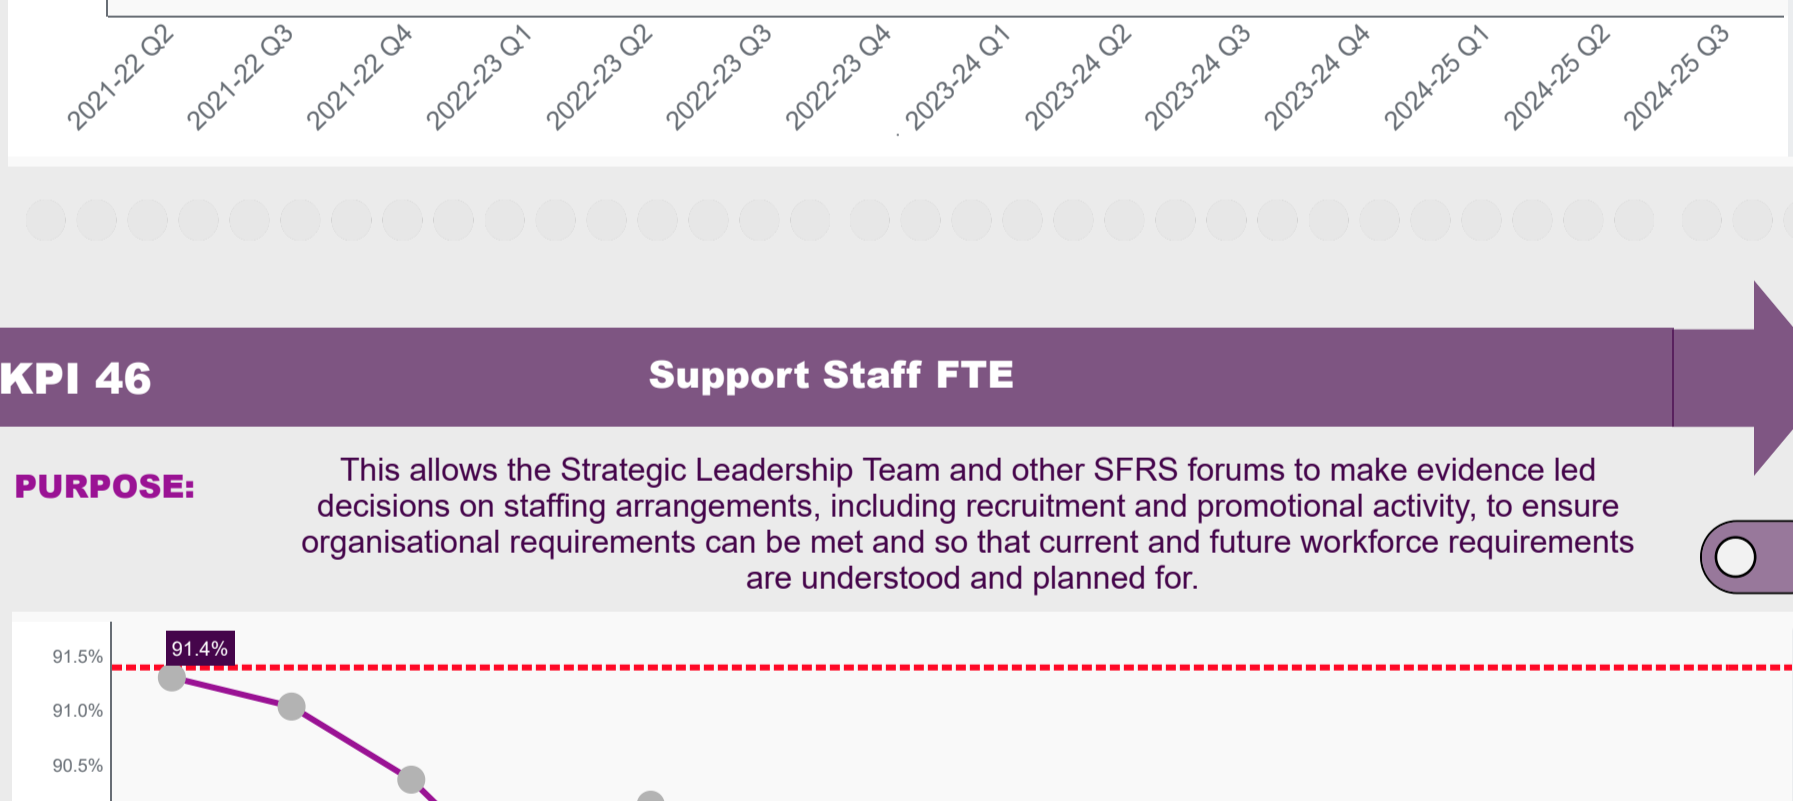 2021-22 Q2
2021-22 Q3
2021-22 Q4
2022-23 Q1
2022-23 Q2
2022-23 Q3
2022-23 Q4
2023-24 Q1
2023-24 Q2
2023-24 Q3
2023-24 Q4
2024-25 Q1
2024-25 Q2
2024-25 Q3
KPI 46
Support Staff FTE
PURPOSE:
This allows the Strategic Leadership Team and other SFRS forums to make evidence led
decisions on staffing arrangements, including recruitment and promotional activity, to ensure
organisational requirements can be met and so that current and future workforce requirements
are understood and planned for.
91.4%
91.5%
91.0%
90.5%